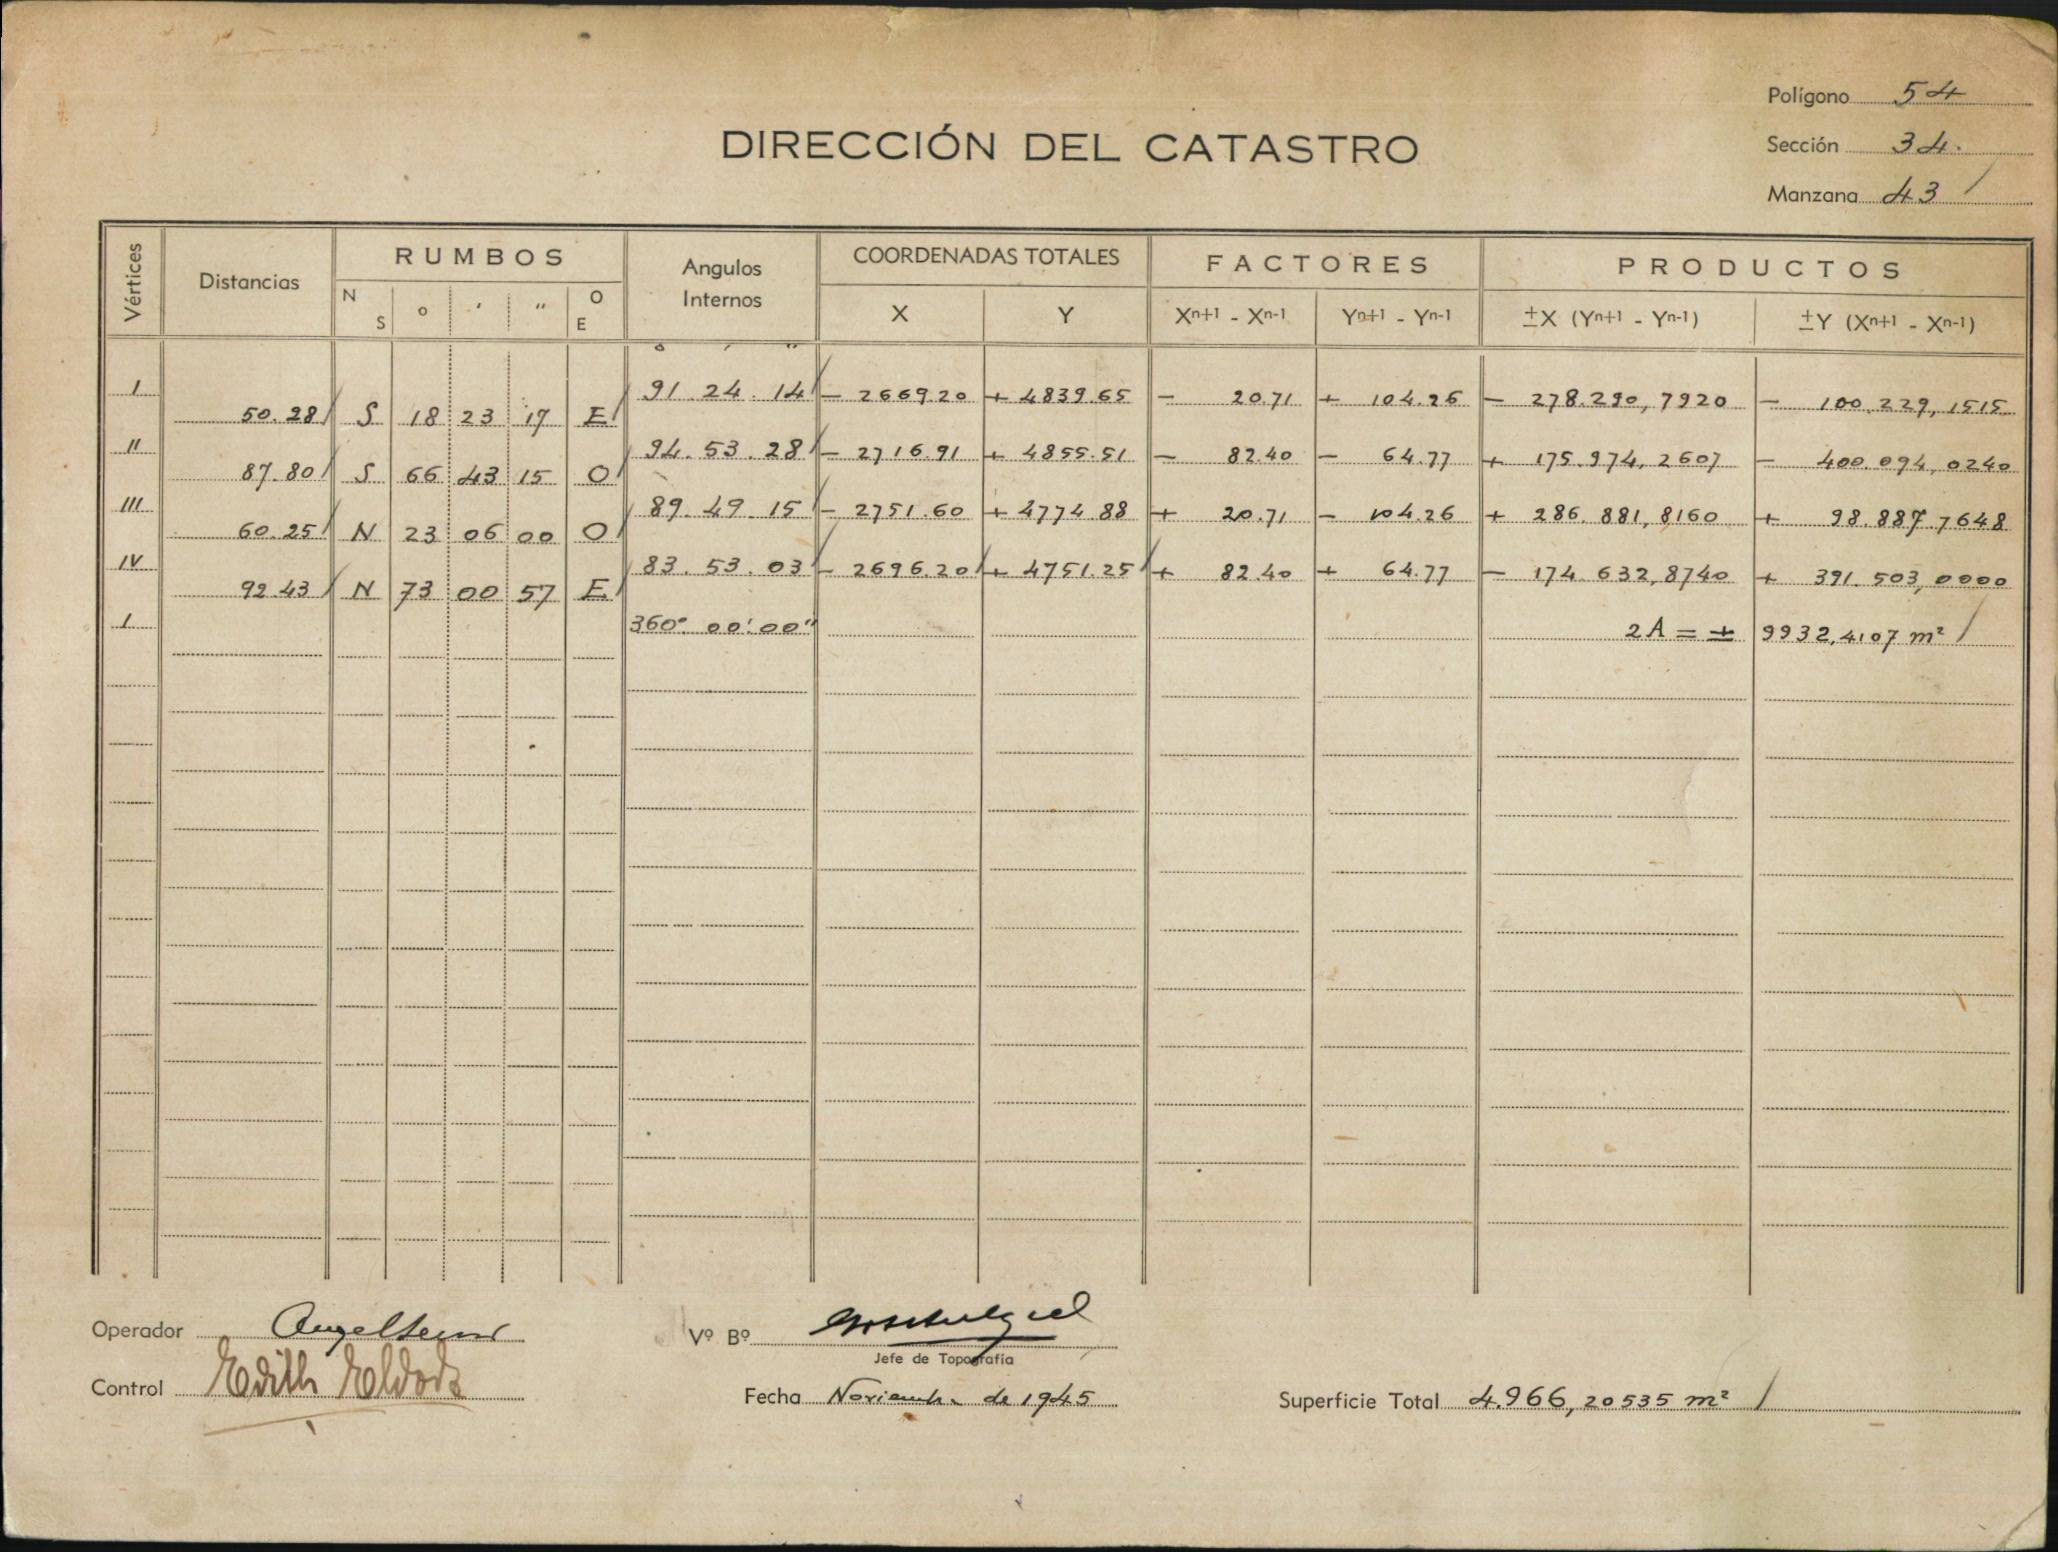 Polígono 54
DIRECCIÓN DEL CATASTRO
Sección 34.
Manzana 43 /
Vértices Distancias RUMBOS Angulos Internos COORDENADAS TOTALES FACTORES PRODUCTOS
N S o ' '' O E X Y Xn+1 - Xn-1 Yn+1 - Yn-1 ±X (Yn+1 - Yn-1) ±Y (Xn+1 - Xn-1)
o ' ''
I 91. 24. 14 / - 2669.20 + 4839.65 - 20.71 + 104.26 - 278.290,7920 - 100.229,1515
50.28 / S 18 23 17 E /
II 94. 53. 28 / - 2716.91 + 4855.51 - 82.40 - 64.77 + 175.974,2607 - 400.094,0240
87.80 / S 66 43 15 O /
III 89. 49. 15 / - 2751.60 + 4774.88 + 20.71 - 104.26 + 286.881,8160 + 98.887,7648
60.25 / N 23 06 00 O /
IV 83. 53. 03 / - 2696.20 / + 4751.25 / + 82.40 + 64.77 - 174.632,8740 + 391.503,0000
92.43 / N 73 00 57 E /
I 360° 00' 00'' 2A = ± 9932,4107 m² /
Operador
Vº Bº
Jefe de Topografía
Control Edith
Fecha Noviembre de 1945
Superficie Total 4.966,20535 m² /